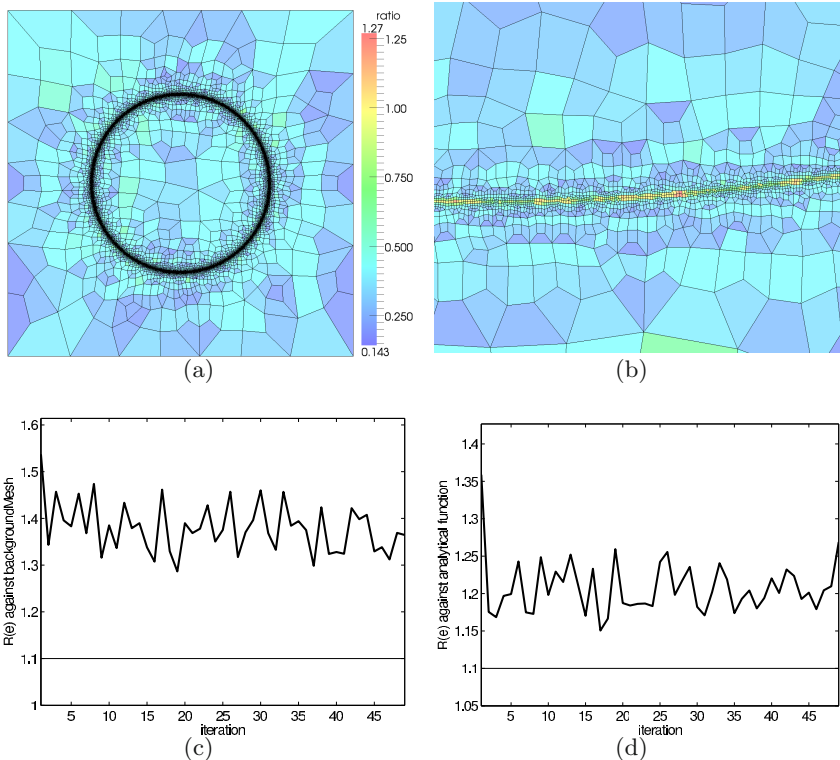 ratio
1.27
1.25
1.00
0.750
0.500
0.250
0.143
(a)
(b)
1.6
1.5
1.4
1.3
1.2
1.1
1
R(e) against backgroundMesh
5 10 15 20 25 30 35 40 45
iteration
(c)
1.4
1.35
1.3
1.25
1.2
1.15
1.1
1.05
R(e) against analytical function
5 10 15 20 25 30 35 40 45
iteration
(d)